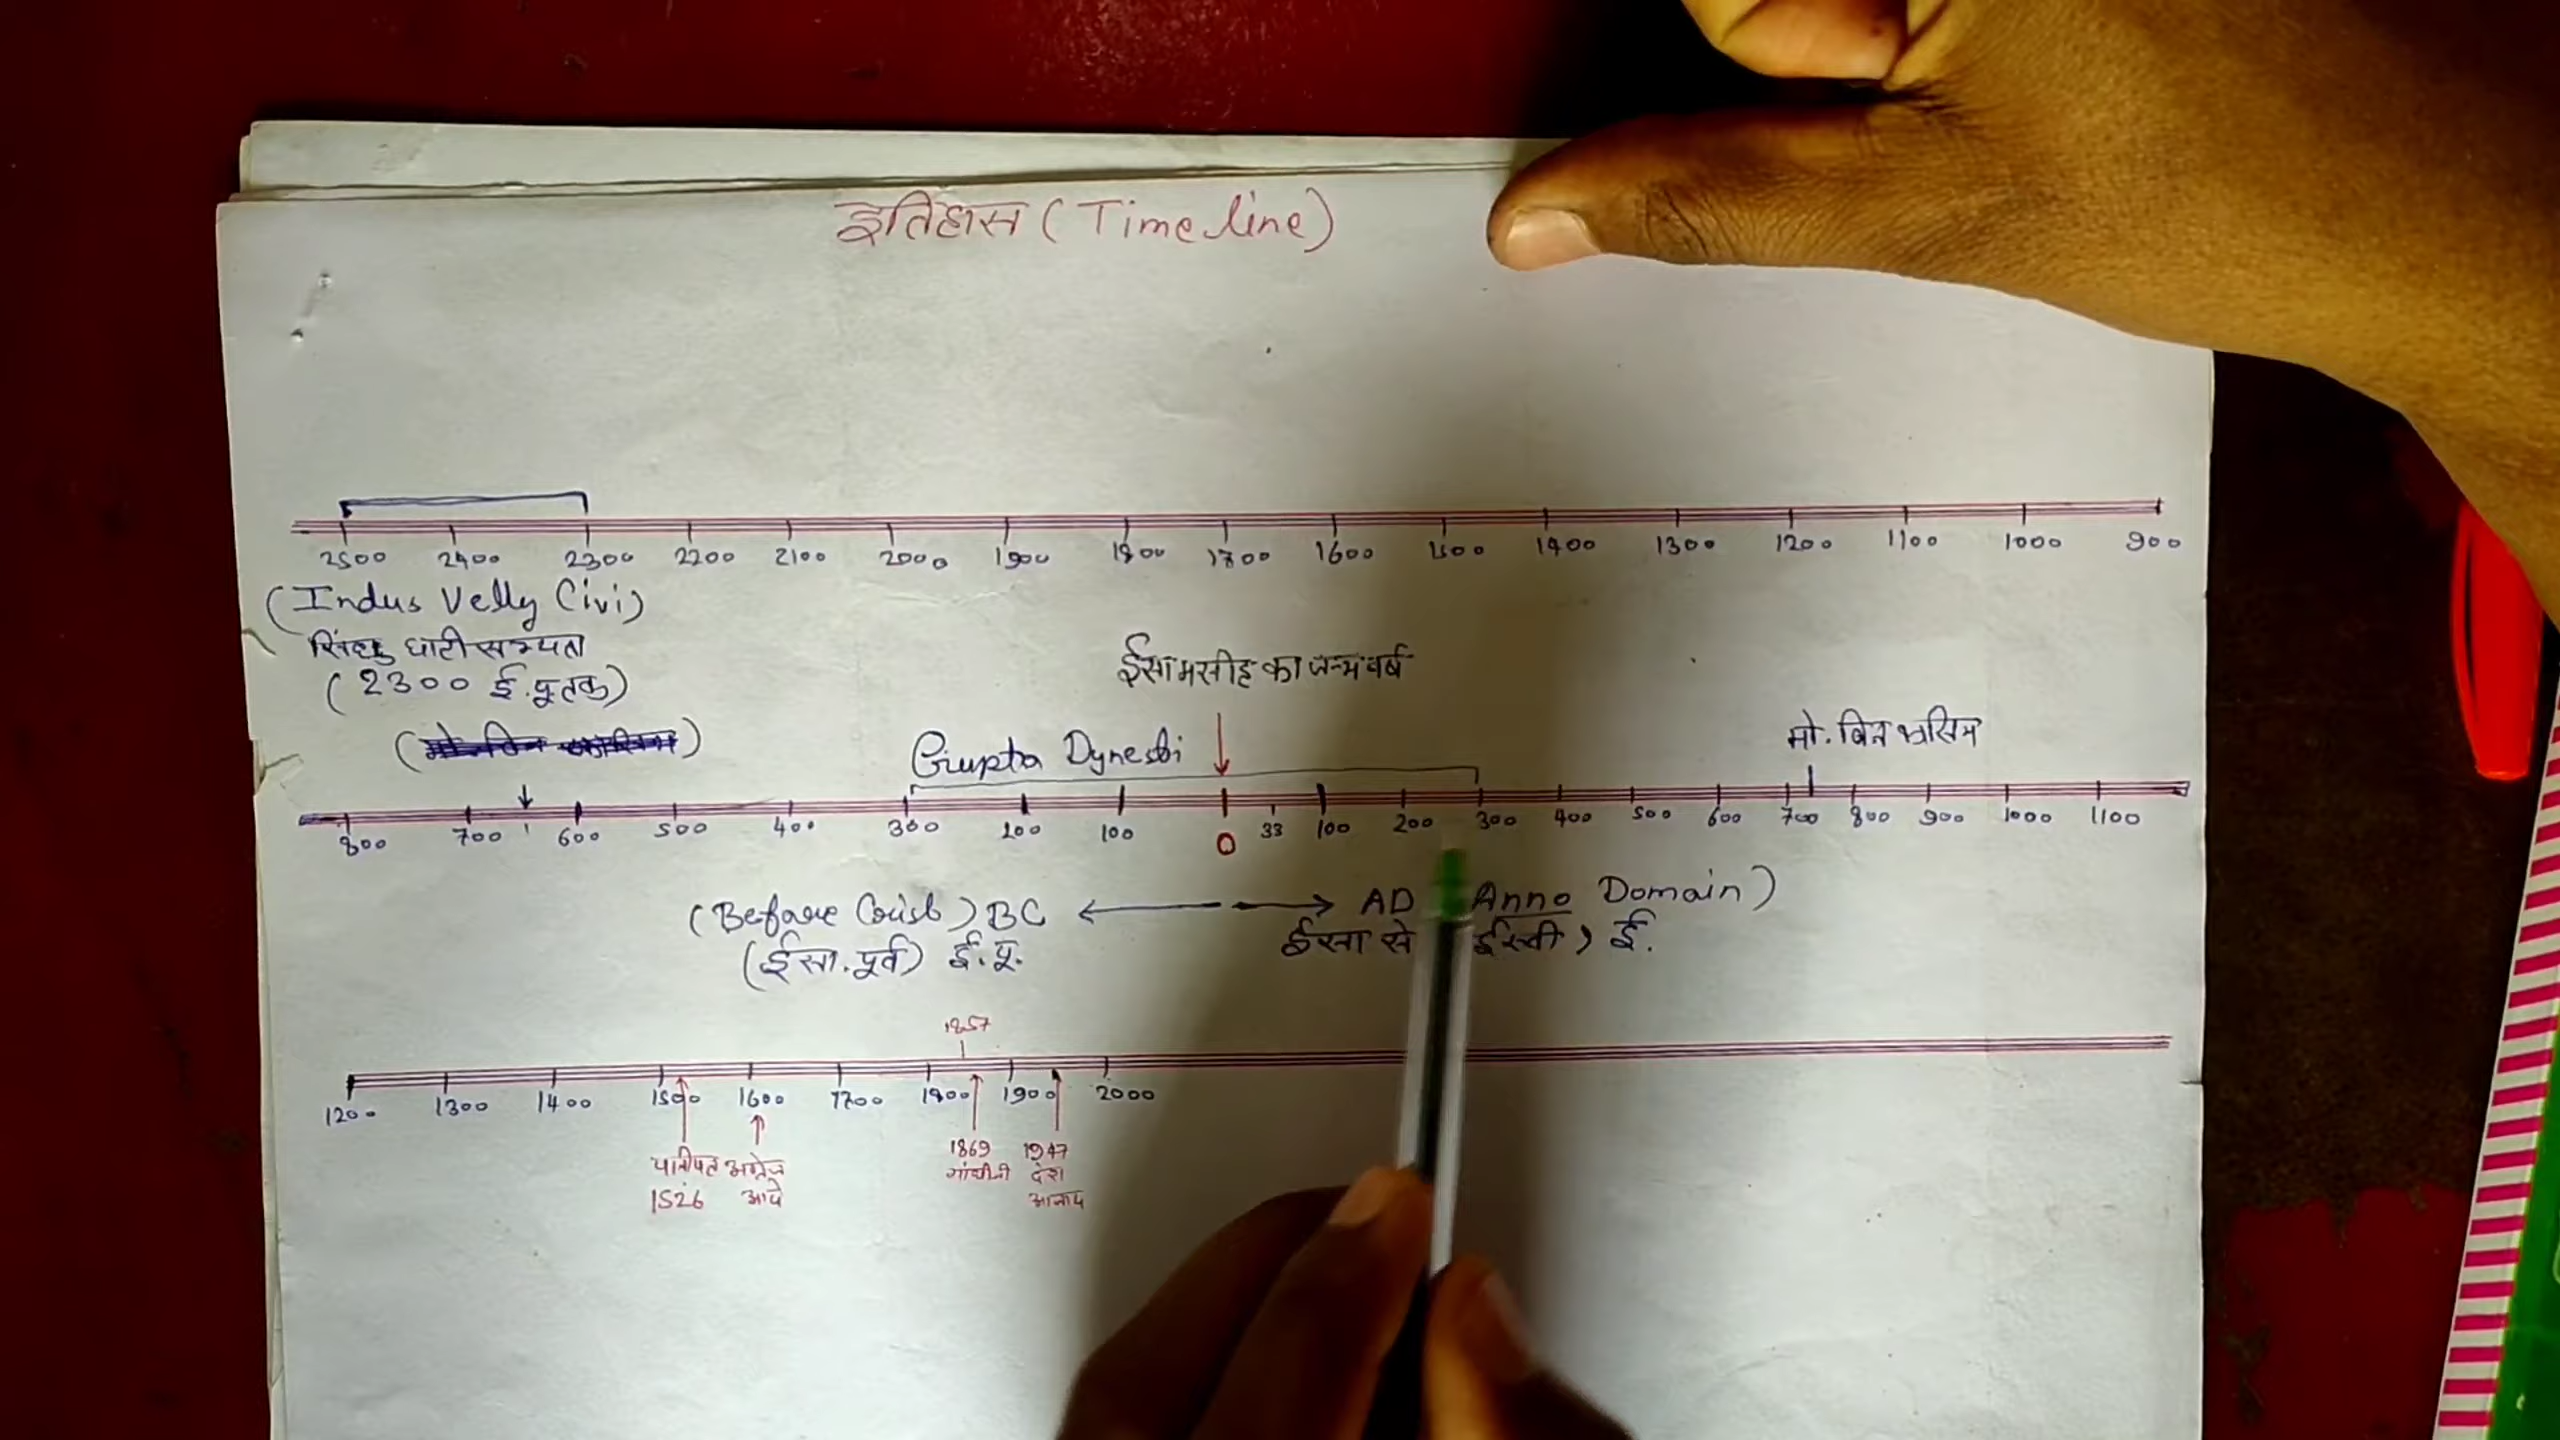 इतिहास (Time line)
2500 2400 2300 2200 2100 2000 1900 1800 1700 1600 1500 1400 1300 1200 1100 1000 900
(Indus Velly Civi)
सिंधु घाटी सभ्यता
(2300 ई.पू तक)
ईसा मसीह का जन्म वर्ष
Gupta Dynesti
मो. बिन कासिम
800 700 600 500 400 300 200 100 0 33 100 200 300 400 500 600 700 800 900 1000 1100
(Before Crist) BC
AD Anno Domain)
(ईसा. पूर्व) ई. पू.
ईसा से ईस्वी, ई.
1857
1200 1300 1400 1500 1600 1700 1800 1900 2000
पानीपत 1526
अंग्रेज आये
1869 गांधीजी
1947 देश आजाद